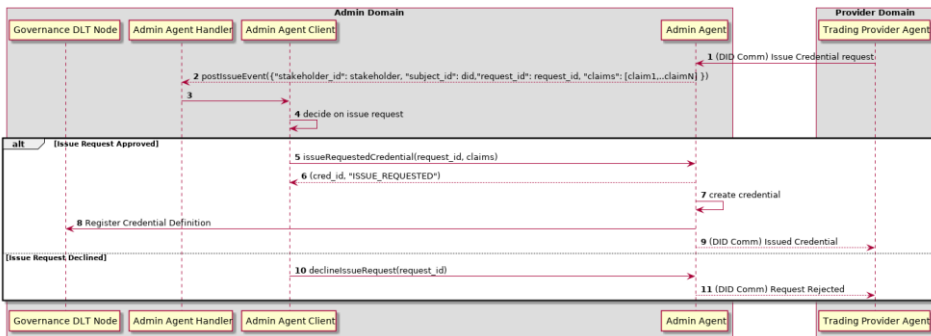 Admin Domain
Provider Domain
Governance DLT Node
Admin Agent Handler
Admin Agent Client
Admin Agent
Trading Provider Agent
1 (DID Comm) Issue Credential request
2 postIssueEvent({"stakeholder_id": stakeholder, "subject_id": did,"request_id": request_id, "claims": [claim1,..claimN] })
3
4 decide on issue request
alt [Issue Request Approved]
5 issueRequestedCredential(request_id, claims)
6 (cred_id, "ISSUE_REQUESTED")
7 create credential
8 Register Credential Definition
9 (DID Comm) Issued Credential
[Issue Request Declined]
10 declineIssueRequest(request_id)
11 (DID Comm) Request Rejected
Governance DLT Node
Admin Agent Handler
Admin Agent Client
Admin Agent
Trading Provider Agent